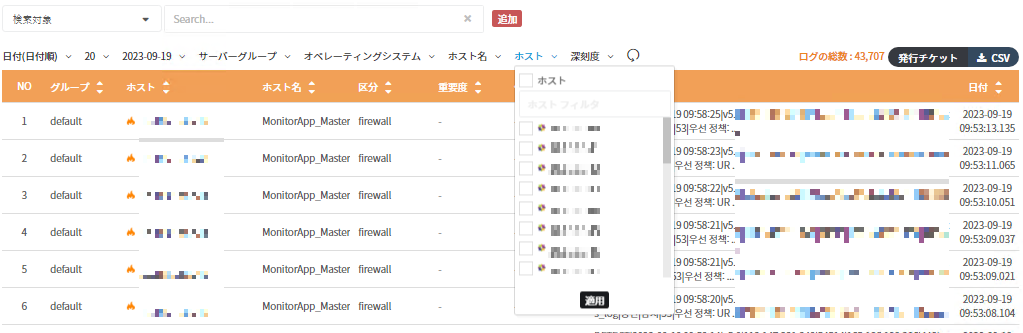 検索対象 Search... 追加
日付(日付順) 20 2023-09-19 サーバーグループ オペレーティングシステム ホスト名 ホスト 深刻度 ログの総数 : 43,707 発行チケット CSV
NO グループ ホスト ホスト名 区分 重要度 日付
ホスト
ホスト フィルタ
1 default MonitorApp_Master firewall - 19 09:58:25|v5. 2023-09-19
|53|우선 정책: 09:53:13.135
2 default MonitorApp_Master firewall - 19 09:58:23|v5. 2023-09-19
우선 정책: UR .. 09:53:11.065
3 default MonitorApp_Master firewall - 19 09:58:22|v5. 2023-09-19
우선 정책: UR .. 09:53:10.051
4 default MonitorApp_Master firewall - 19 09:58:21|v5. 2023-09-19
|53|우선 정책: ... 09:53:09.037
5 default MonitorApp_Master firewall - 19 09:58:21|v5. 2023-09-19
53|우선 정책: ... 09:53:09.021
6 default MonitorApp_Master firewall 19 09:58:20|v5. 2023-09-19
適用
우선 정책: UR .. 09:53:08.104